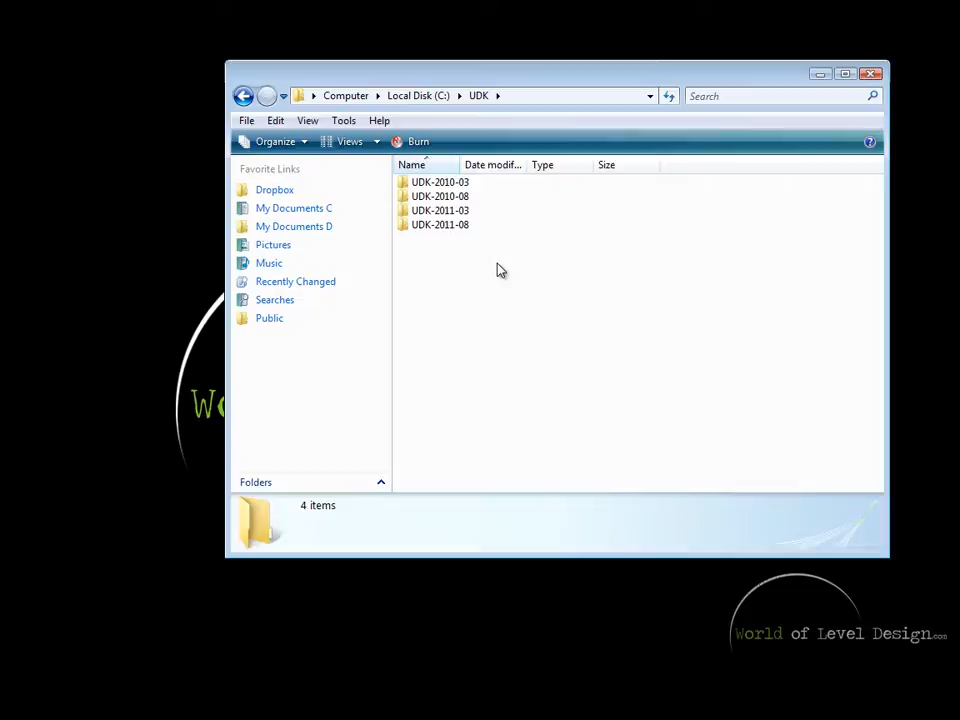 Computer Local Disk (C:) UDK Search
File Edit View Tools Help
Organize Views Burn
Favorite Links Name Date modif... Type Size
Dropbox
My Documents C
My Documents D
Pictures
Music
Recently Changed
Searches
Public
UDK-2010-03
UDK-2010-08
UDK-2011-03
UDK-2011-08
Folders
4 items
World of Level Design.com